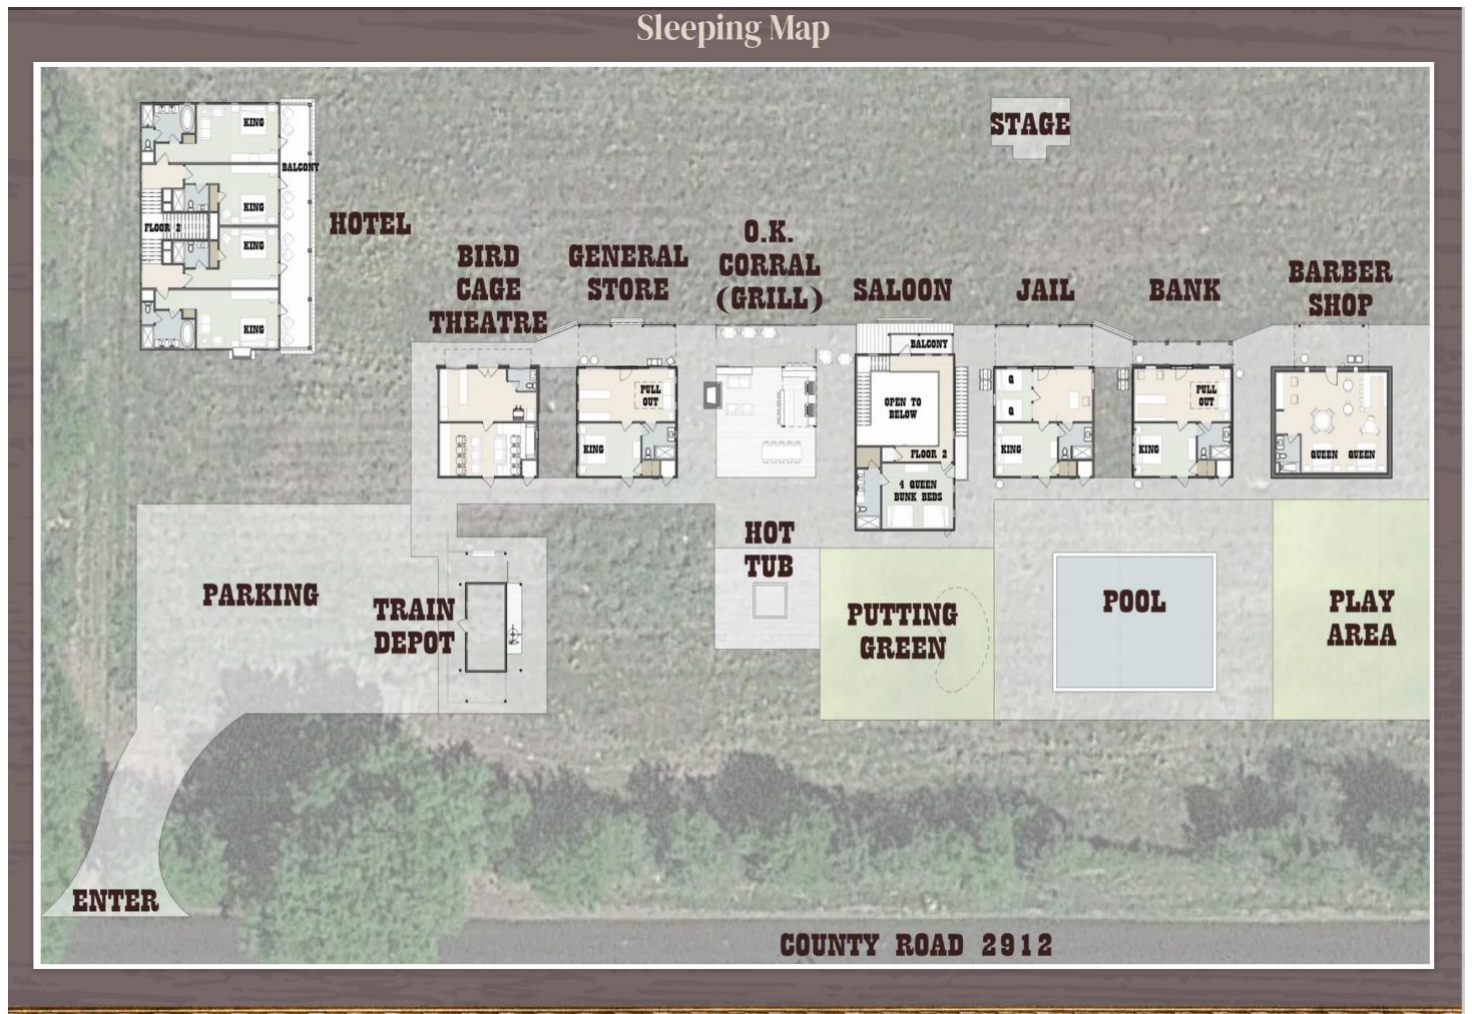 Sleeping Map
STAGE
KING
BALCONY
KING
FLOOR 2
KING
KING
HOTEL
BIRD
CAGE
THEATRE
GENERAL
STORE
O.K.
CORRAL
(GRILL)
SALOON
JAIL
BANK
BARBER
SHOP
PULL
OUT
KING
BALCONY
OPEN TO
BELOW
FLOOR 2
4 QUEEN
BUNK BEDS
Q
Q
KING
PULL
OUT
KING
QUEEN QUEEN
PARKING
TRAIN
DEPOT
HOT
TUB
PUTTING
GREEN
POOL
PLAY
AREA
ENTER
COUNTY ROAD 2912